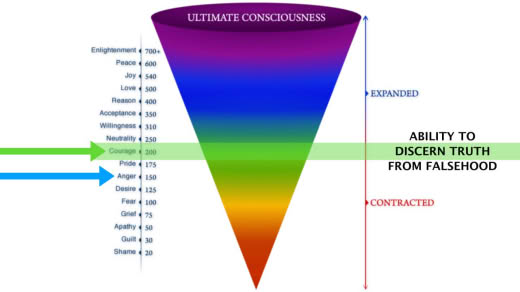 ULTIMATE CONSCIOUSNESS
Enlightenment 700+
Peace 600
Joy 540
Love 500
Reason 400
Acceptance 350
Willingness 310
Neutrality 250
Courage 200
Pride 175
Anger 150
Desire 125
Fear 100
Grief 75
Apathy 50
Guilt 30
Shame 20
EXPANDED
ABILITY TO
DISCERN TRUTH
FROM FALSEHOOD
CONTRACTED